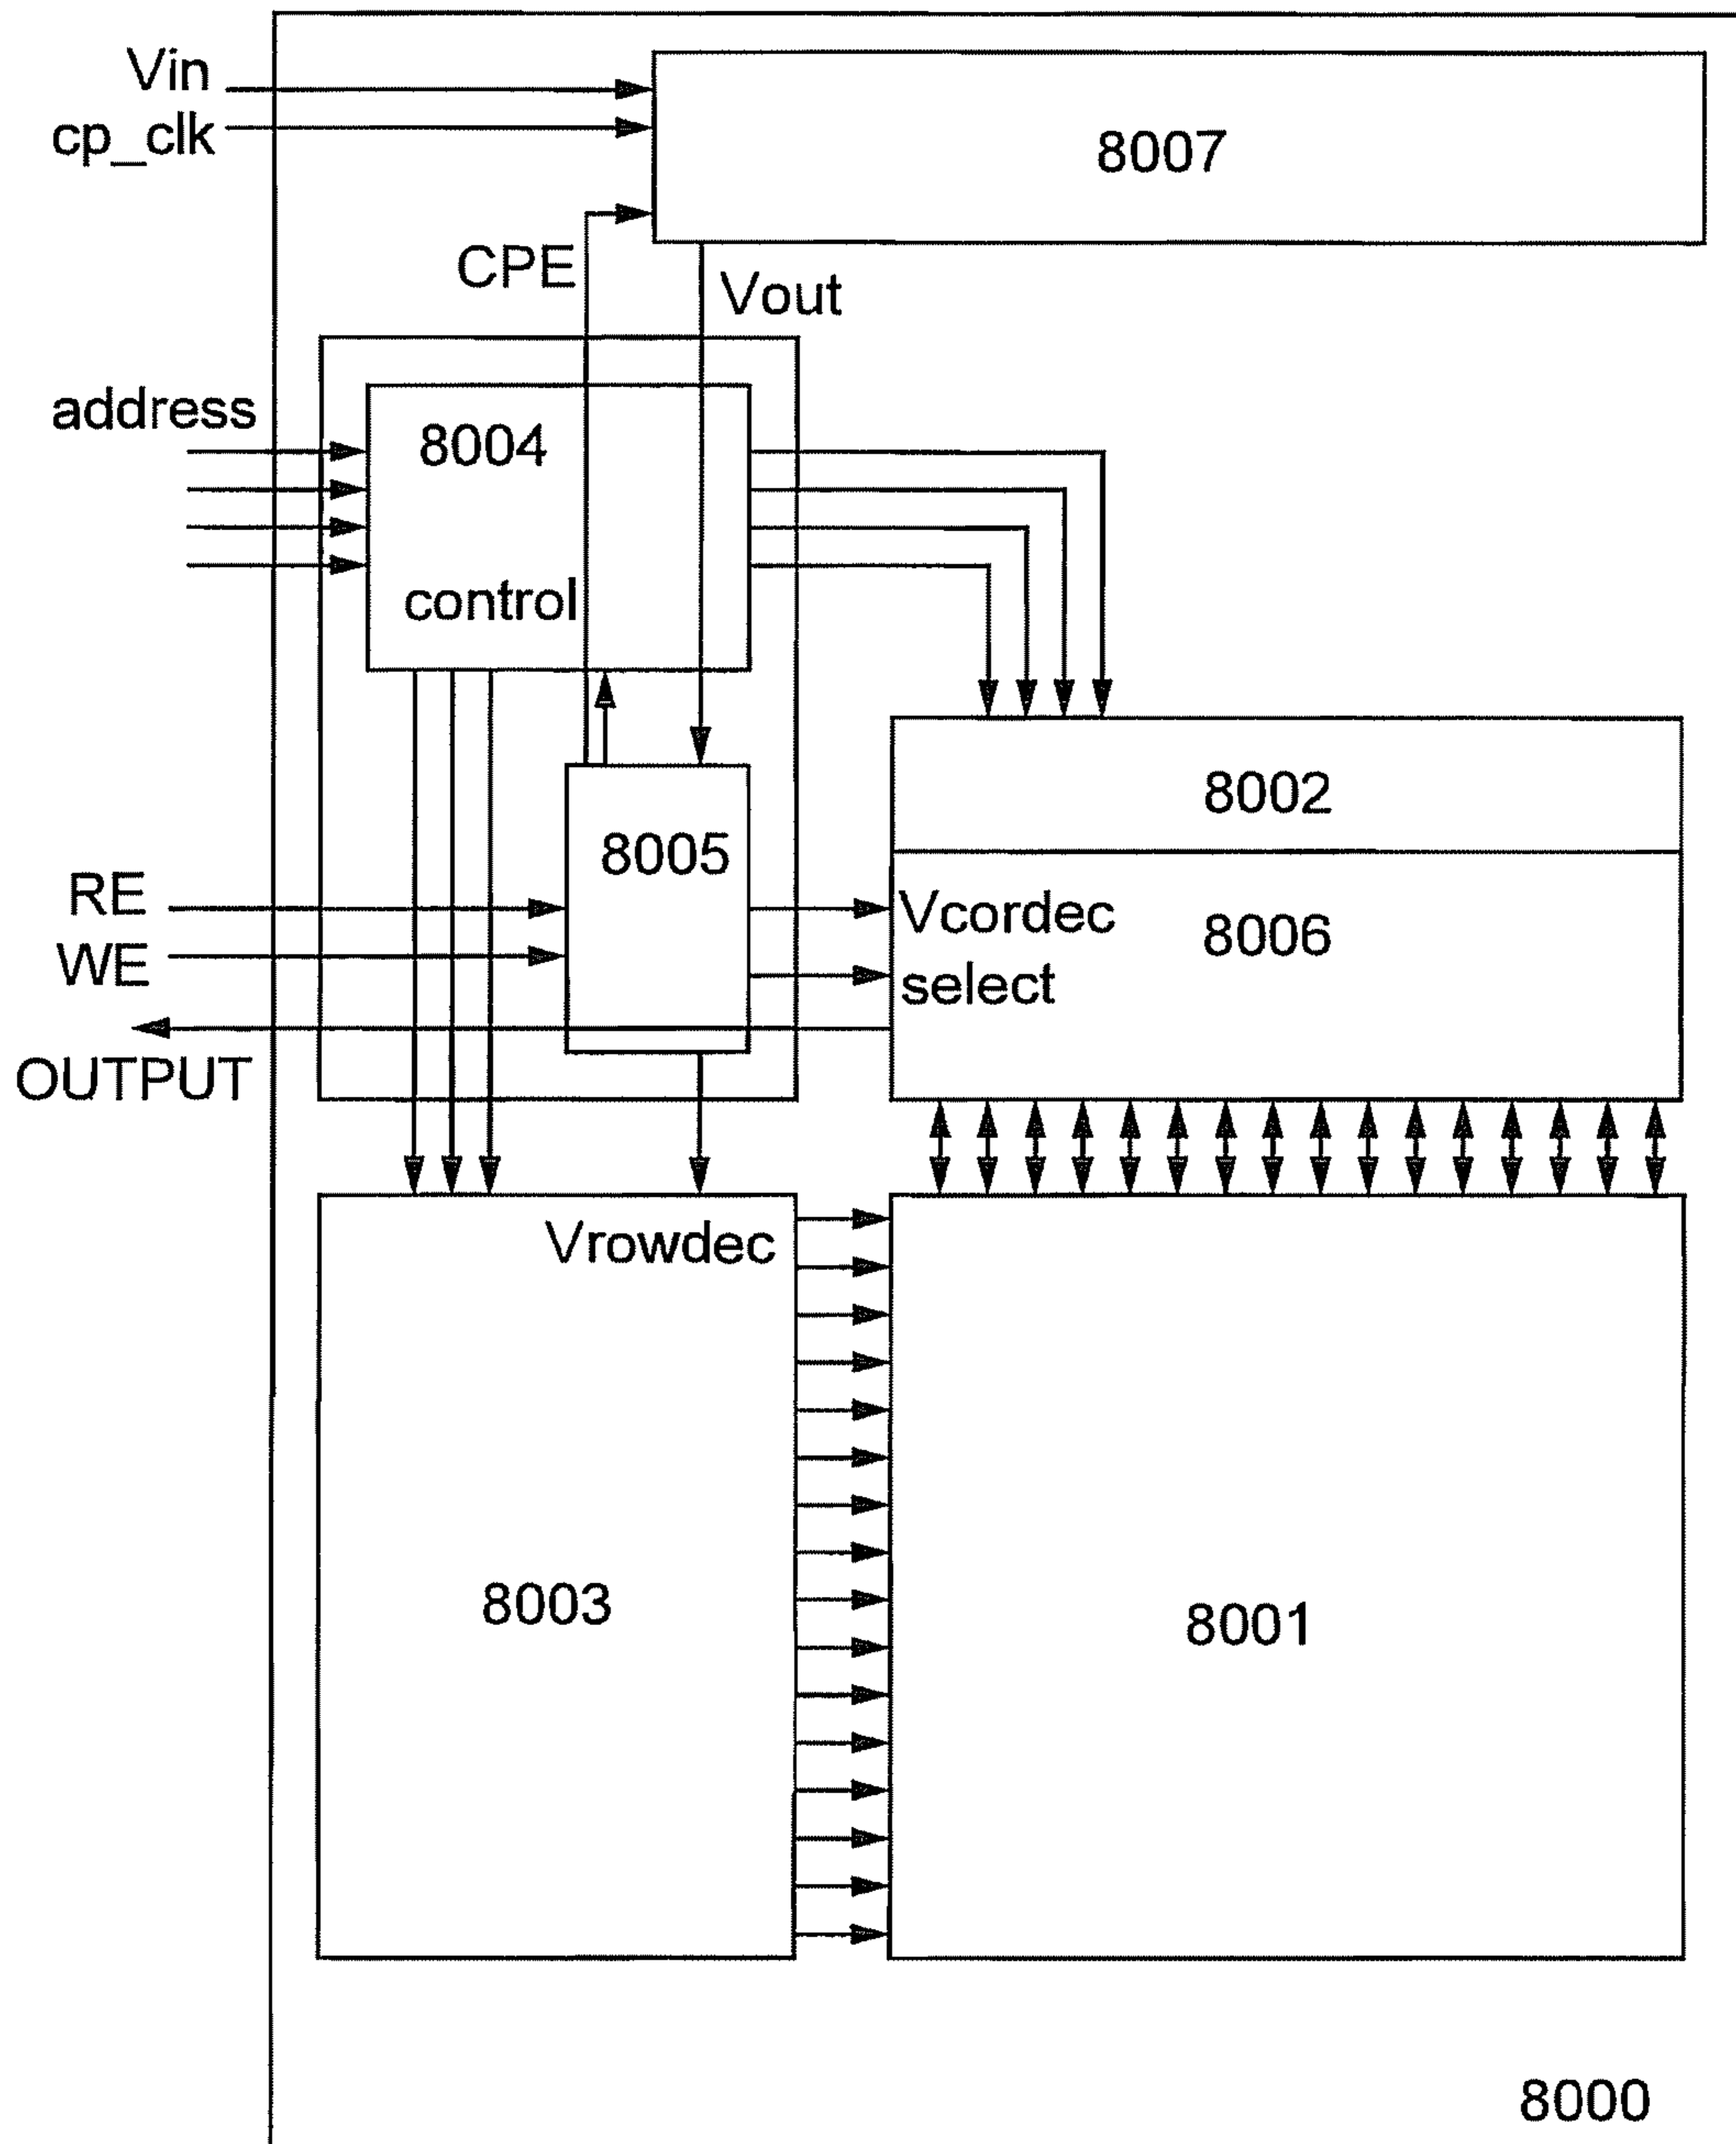 Vin
cp_clk
8007
CPE
Vout
address
8004
control
8002
8005
RE
WE
Vcordec
8006
select
OUTPUT
Vrowdec
8003
8001
8000